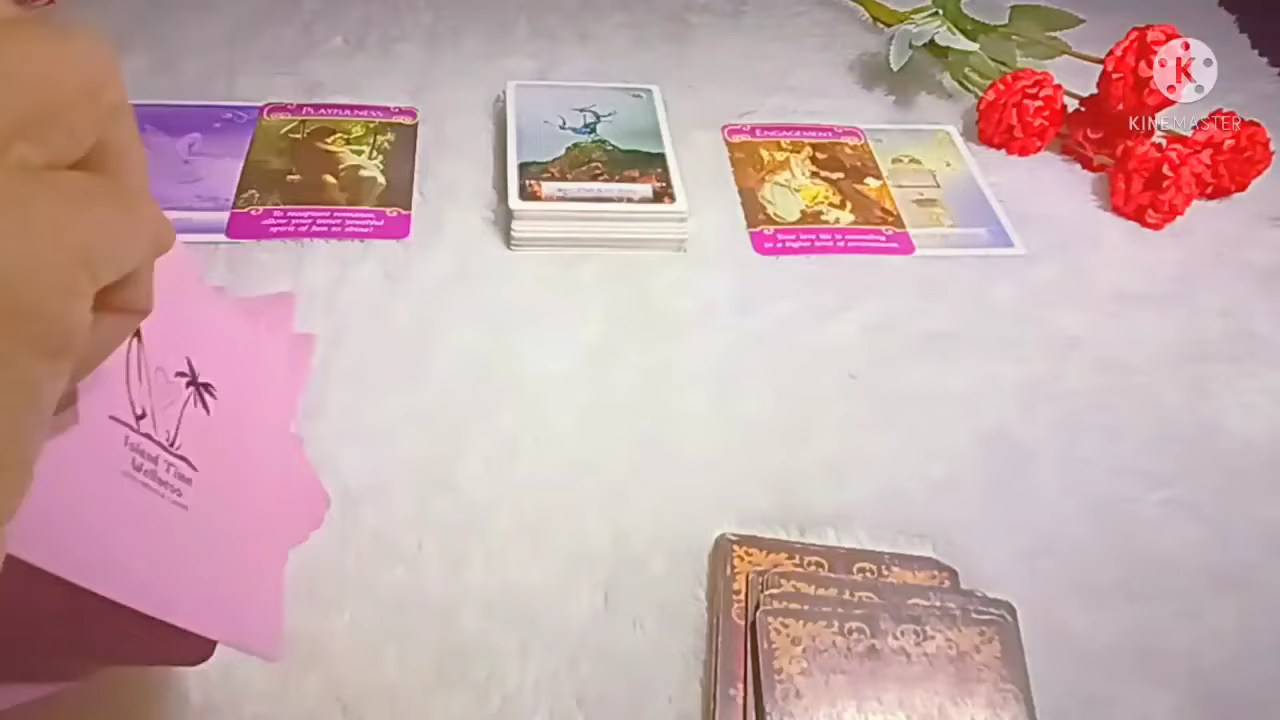 PLAYFULNESS
To recapture romance,
allow your inner youthful
spirit of fun to shine!
ENGAGEMENT
Your love life is ascending
to a higher level of commitment.
K
KINEMASTER
Island Time
Wellness